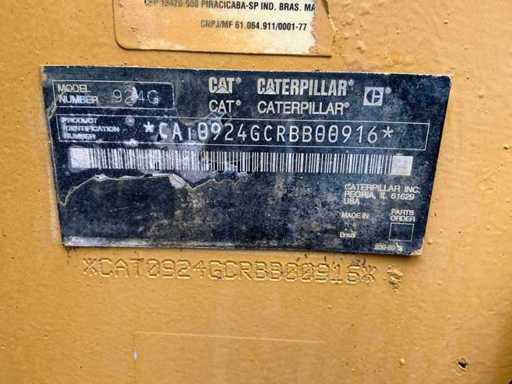 CEP 13420-900 PIRACICABA-SP IND. BRAS. MA
CNPJ/MF 61.064.911/0001-77
CAT CATERPILLAR
MODEL NUMBER 924G
CAT CATERPILLAR
PRODUCT IDENTIFICATION NUMBER
*CAT0924GCRBB00916*
CATERPILLAR INC.
PEORIA, IL 61629
USA
MADE IN
PARTS ORDER
Brasil
*CAT0924GCRBB00916*